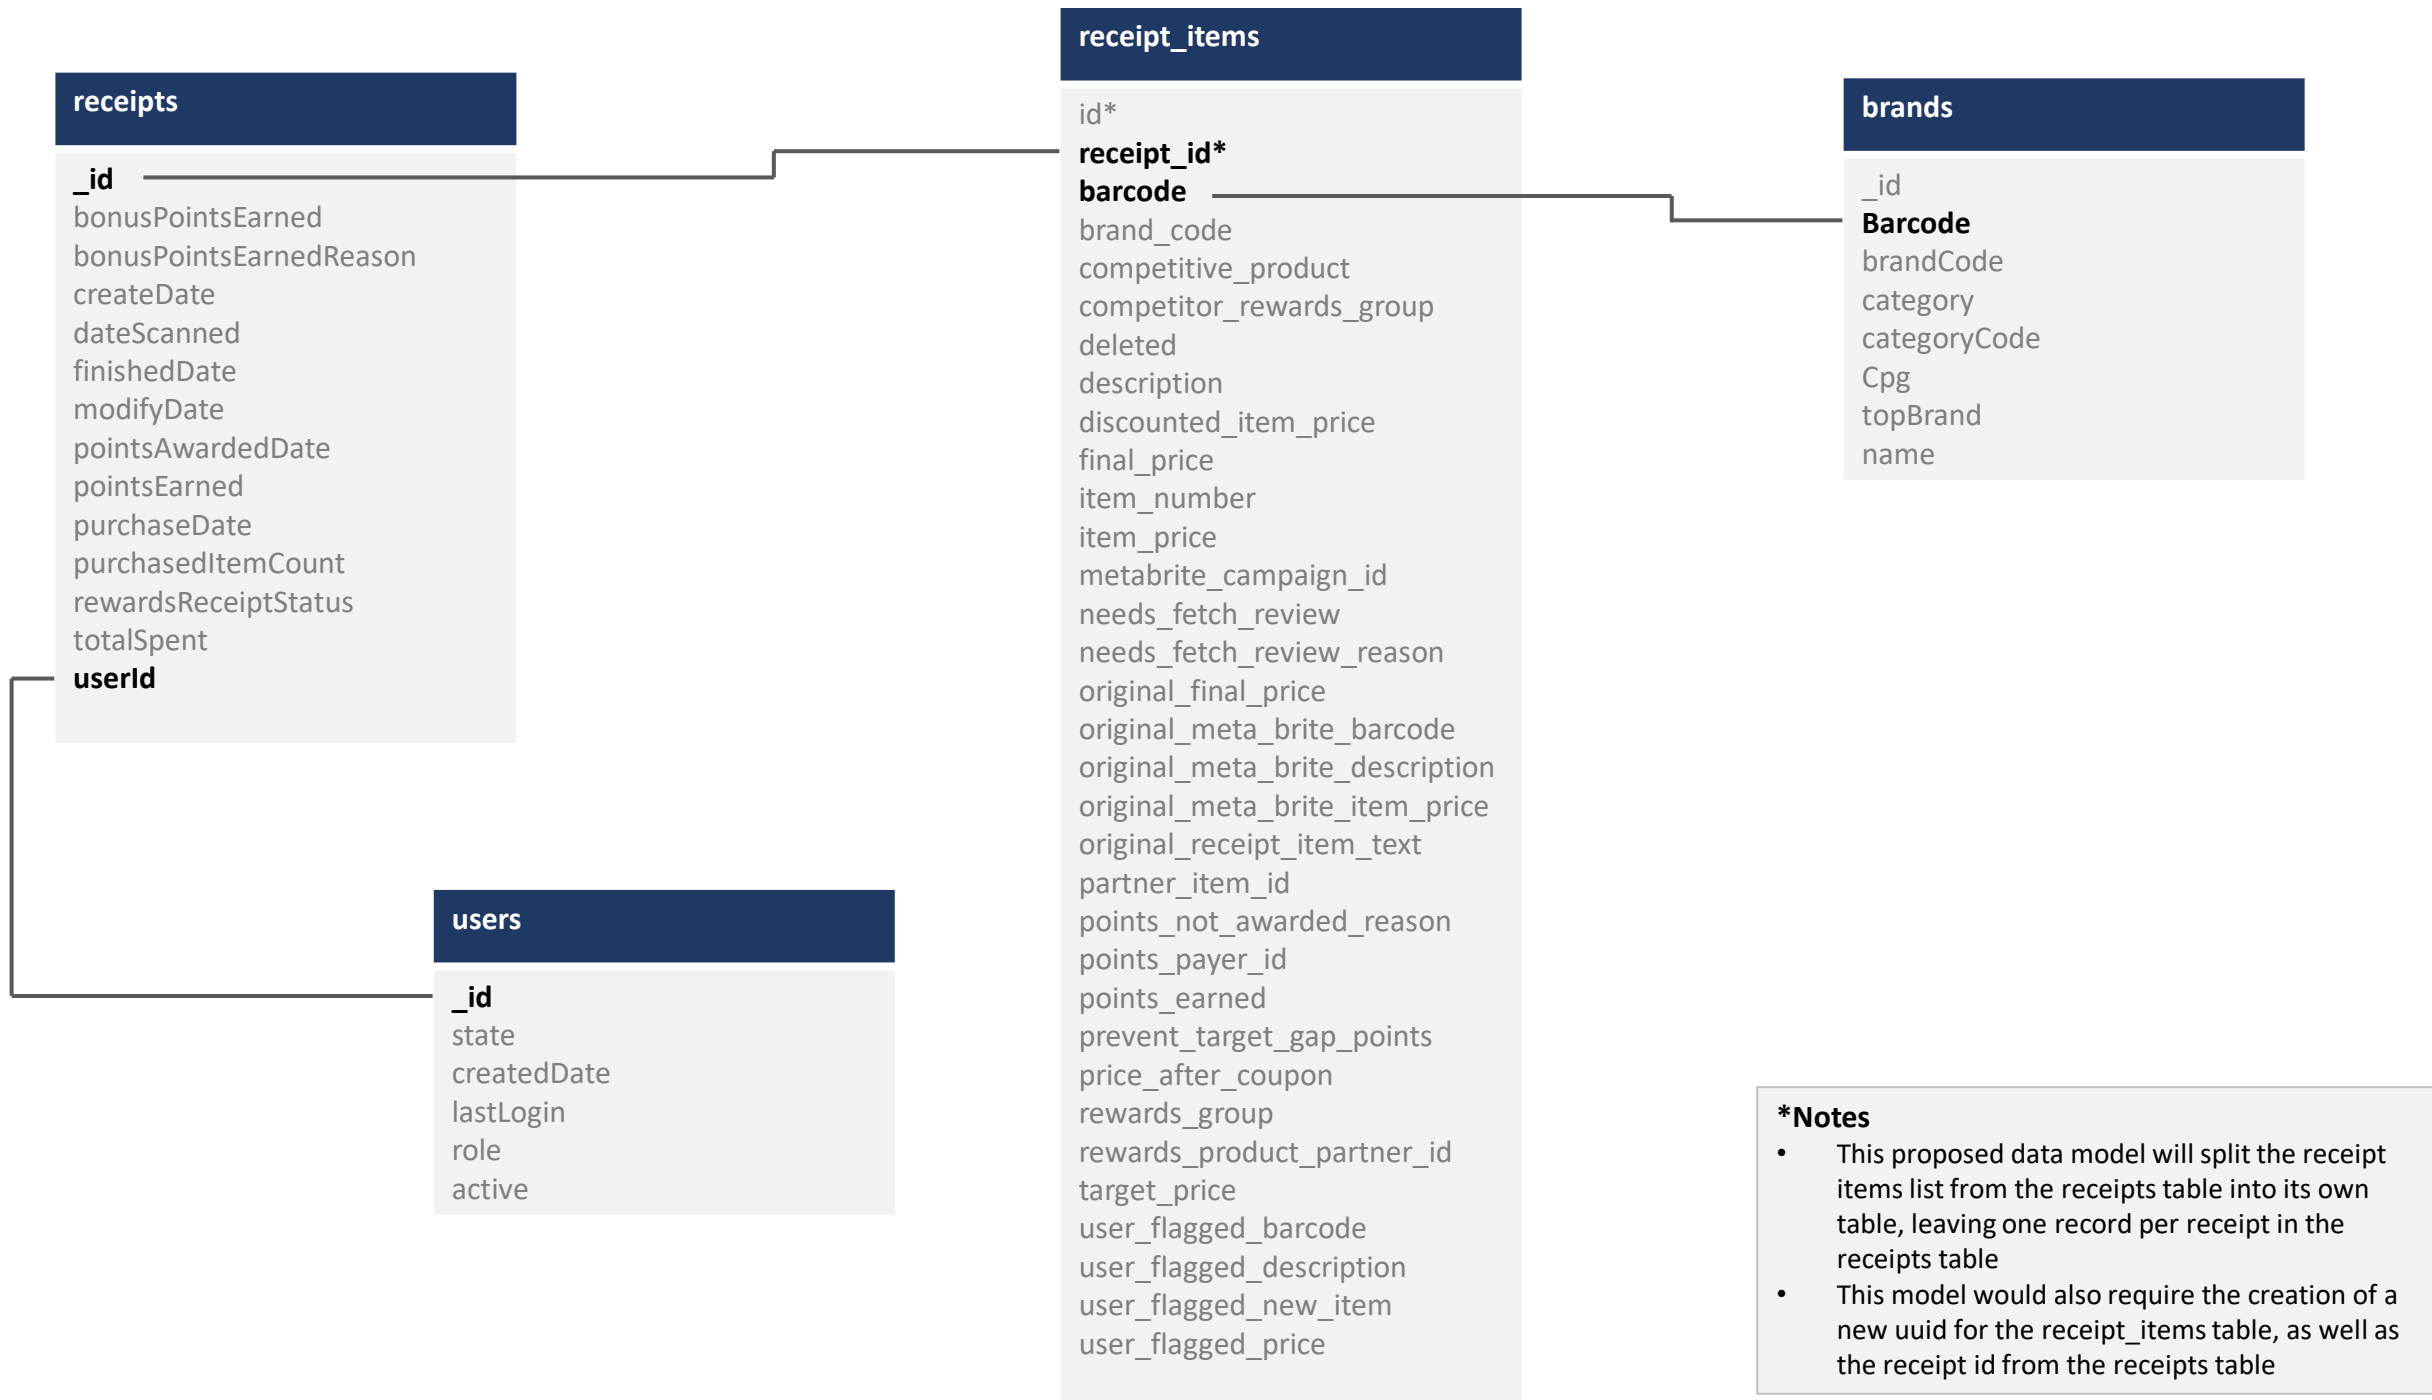 receipts
_id
bonusPointsEarned
bonusPointsEarnedReason
createDate
dateScanned
finishedDate
modifyDate
pointsAwardedDate
pointsEarned
purchaseDate
purchasedItemCount
rewardsReceiptStatus
totalSpent
userId
users
_id
state
createdDate
lastLogin
role
active
receipt_items
id*
receipt_id*
barcode
brand_code
competitive_product
competitor_rewards_group
deleted
description
discounted_item_price
final_price
item_number
item_price
metabrite_campaign_id
needs_fetch_review
needs_fetch_review_reason
original_final_price
original_meta_brite_barcode
original_meta_brite_description
original_meta_brite_item_price
original_receipt_item_text
partner_item_id
points_not_awarded_reason
points_payer_id
points_earned
prevent_target_gap_points
price_after_coupon
rewards_group
rewards_product_partner_id
target_price
user_flagged_barcode
user_flagged_description
user_flagged_new_item
user_flagged_price
brands
_id
Barcode
brandCode
category
categoryCode
Cpg
topBrand
name
*Notes
• This proposed data model will split the receipt
items list from the receipts table into its own
table, leaving one record per receipt in the
receipts table
• This model would also require the creation of a
new uuid for the receipt_items table, as well as
the receipt id from the receipts table